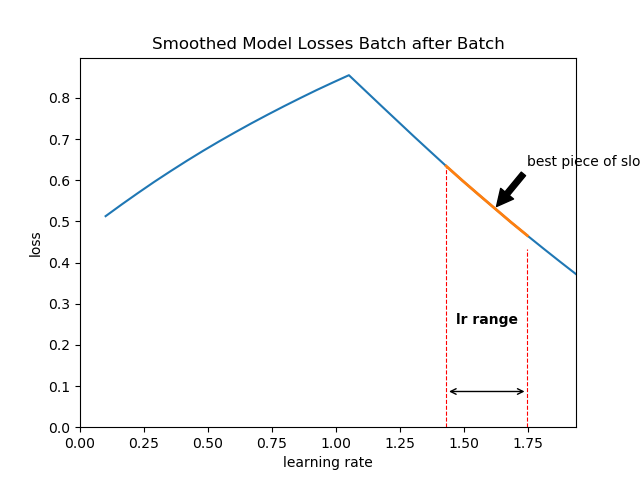 Smoothed Model Losses Batch after Batch
0.8
0.7
0.6
0.5
0.4
0.3
0.2
0.1
0.0
loss
best piece of slo
lr range
0.00 0.25 0.50 0.75 1.00 1.25 1.50 1.75
learning rate